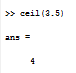 >> ceil(3.5)
ans =
4